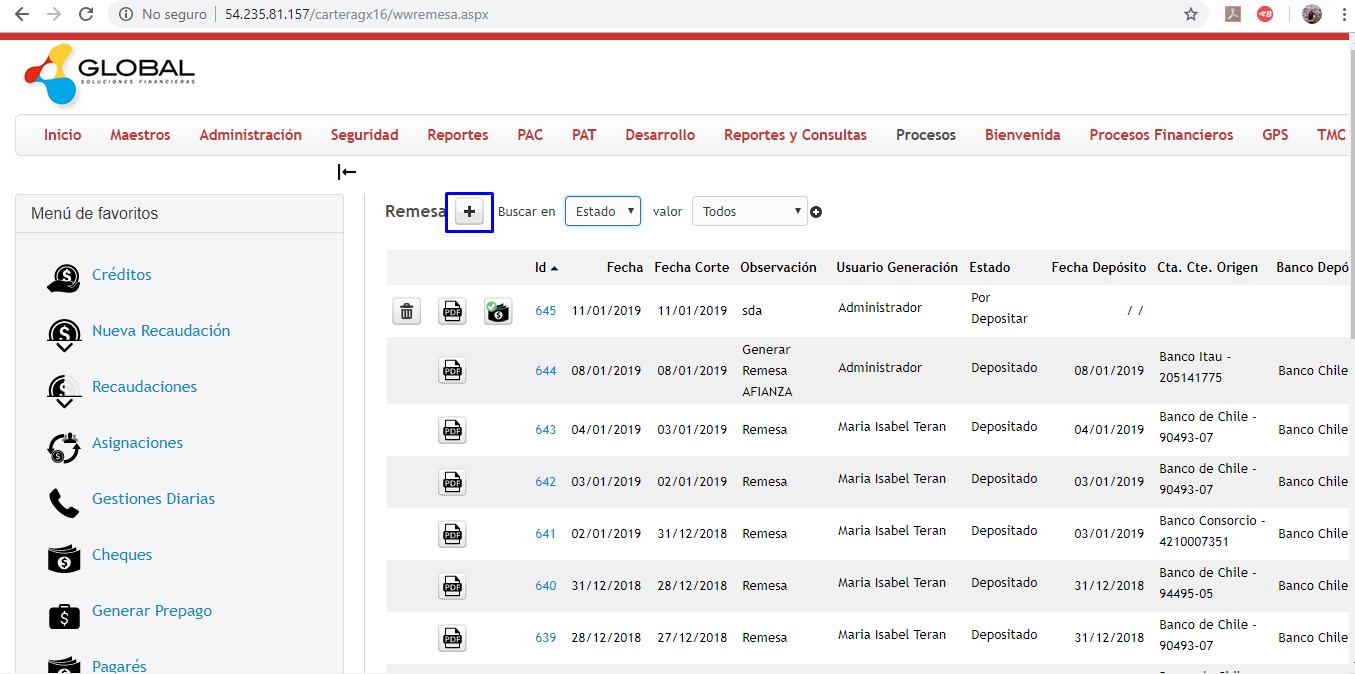 No seguro 54.235.81.157/carteragx16/wwremesa.aspx
GLOBAL
SOLUCIONES FINANCIERAS
Inicio Maestros Administración Seguridad Reportes PAC PAT Desarrollo Reportes y Consultas Procesos Bienvenida Procesos Financieros GPS TMC
Menú de favoritos
Créditos
Nueva Recaudación
Recaudaciones
Asignaciones
Gestiones Diarias
Cheques
Generar Prepago
Pagarés
Remesa + Buscar en Estado valor Todos
Id Fecha Fecha Corte Observación Usuario Generación Estado Fecha Depósito Cta. Cte. Origen Banco Depó
PDF 645 11/01/2019 11/01/2019 sda Administrador Por Depositar / /
PDF 644 08/01/2019 08/01/2019 Generar Remesa AFIANZA Administrador Depositado 08/01/2019 Banco Itau - 205141775 Banco Chile
PDF 643 04/01/2019 03/01/2019 Remesa Maria Isabel Teran Depositado 04/01/2019 Banco de Chile - 90493-07 Banco Chile
PDF 642 03/01/2019 02/01/2019 Remesa Maria Isabel Teran Depositado 03/01/2019 Banco de Chile - 90493-07 Banco Chile
PDF 641 02/01/2019 31/12/2018 Remesa Maria Isabel Teran Depositado 03/01/2019 Banco Consorcio - 4210007351 Banco Chile
PDF 640 31/12/2018 28/12/2018 Remesa Maria Isabel Teran Depositado 31/12/2018 Banco de Chile - 94495-05 Banco Chile
PDF 639 28/12/2018 27/12/2018 Remesa Maria Isabel Teran Depositado 31/12/2018 Banco de Chile - 90493-07 Banco Chile